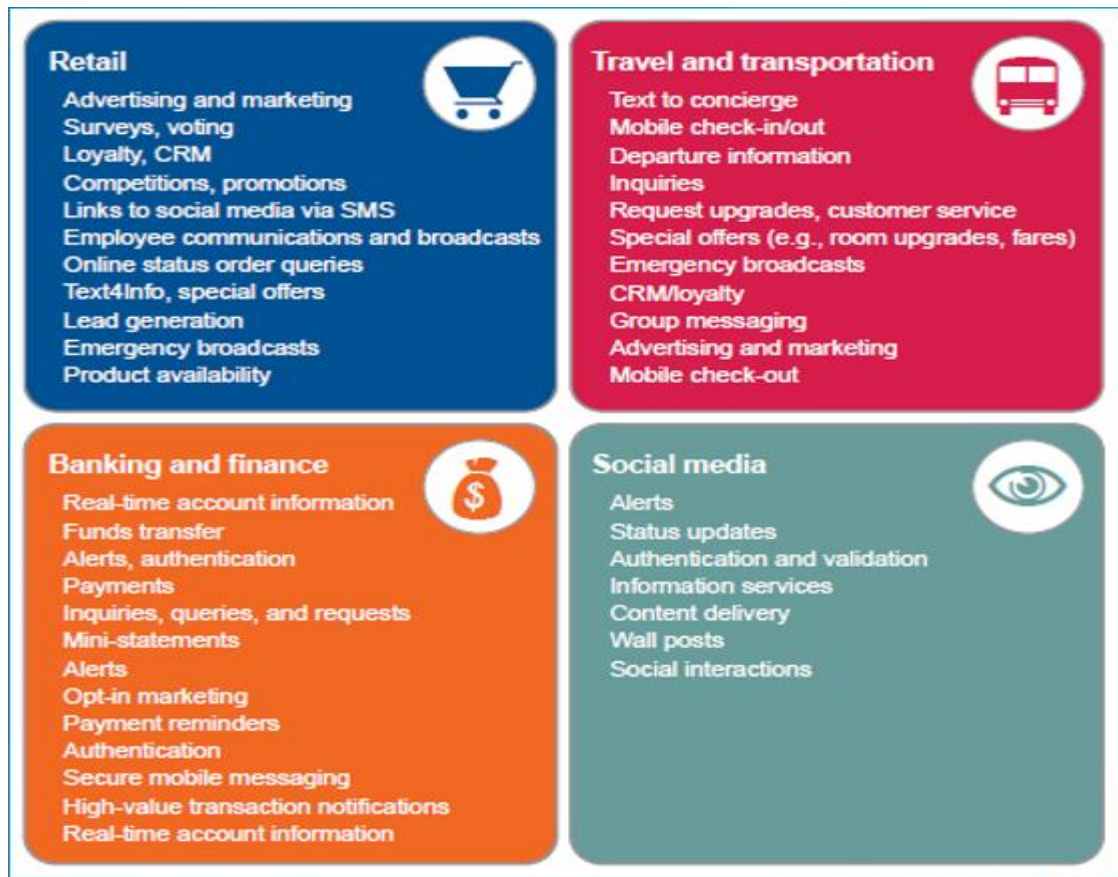 Retail
Advertising and marketing
Surveys, voting
Loyalty, CRM
Competitions, promotions
Links to social media via SMS
Employee communications and broadcasts
Online status order queries
Text4Info, special offers
Lead generation
Emergency broadcasts
Product availability
Travel and transportation
Text to concierge
Mobile check-in/out
Departure information
Inquiries
Request upgrades, customer service
Special offers (e.g., room upgrades, fares)
Emergency broadcasts
CRM/loyalty
Group messaging
Advertising and marketing
Mobile check-out
Banking and finance
$
Real-time account information
Funds transfer
Alerts, authentication
Payments
Inquiries, queries, and requests
Mini-statements
Alerts
Opt-in marketing
Payment reminders
Authentication
Secure mobile messaging
High-value transaction notifications
Real-time account information
Social media
Alerts
Status updates
Authentication and validation
Information services
Content delivery
Wall posts
Social interactions